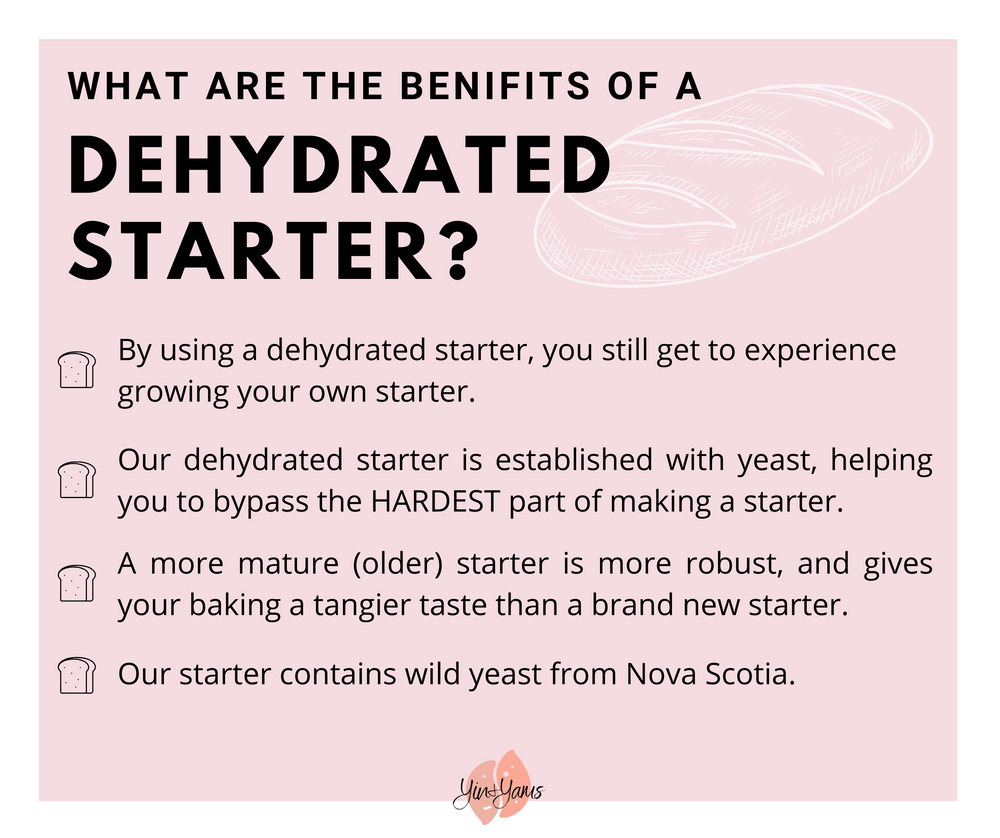 WHAT ARE THE BENIFITS OF A
DEHYDRATED
STARTER?
By using a dehydrated starter, you still get to experience
growing your own starter.
Our dehydrated starter is established with yeast, helping
you to bypass the HARDEST part of making a starter.
A more mature (older) starter is more robust, and gives
your baking a tangier taste than a brand new starter.
Our starter contains wild yeast from Nova Scotia.
Yin+Yams